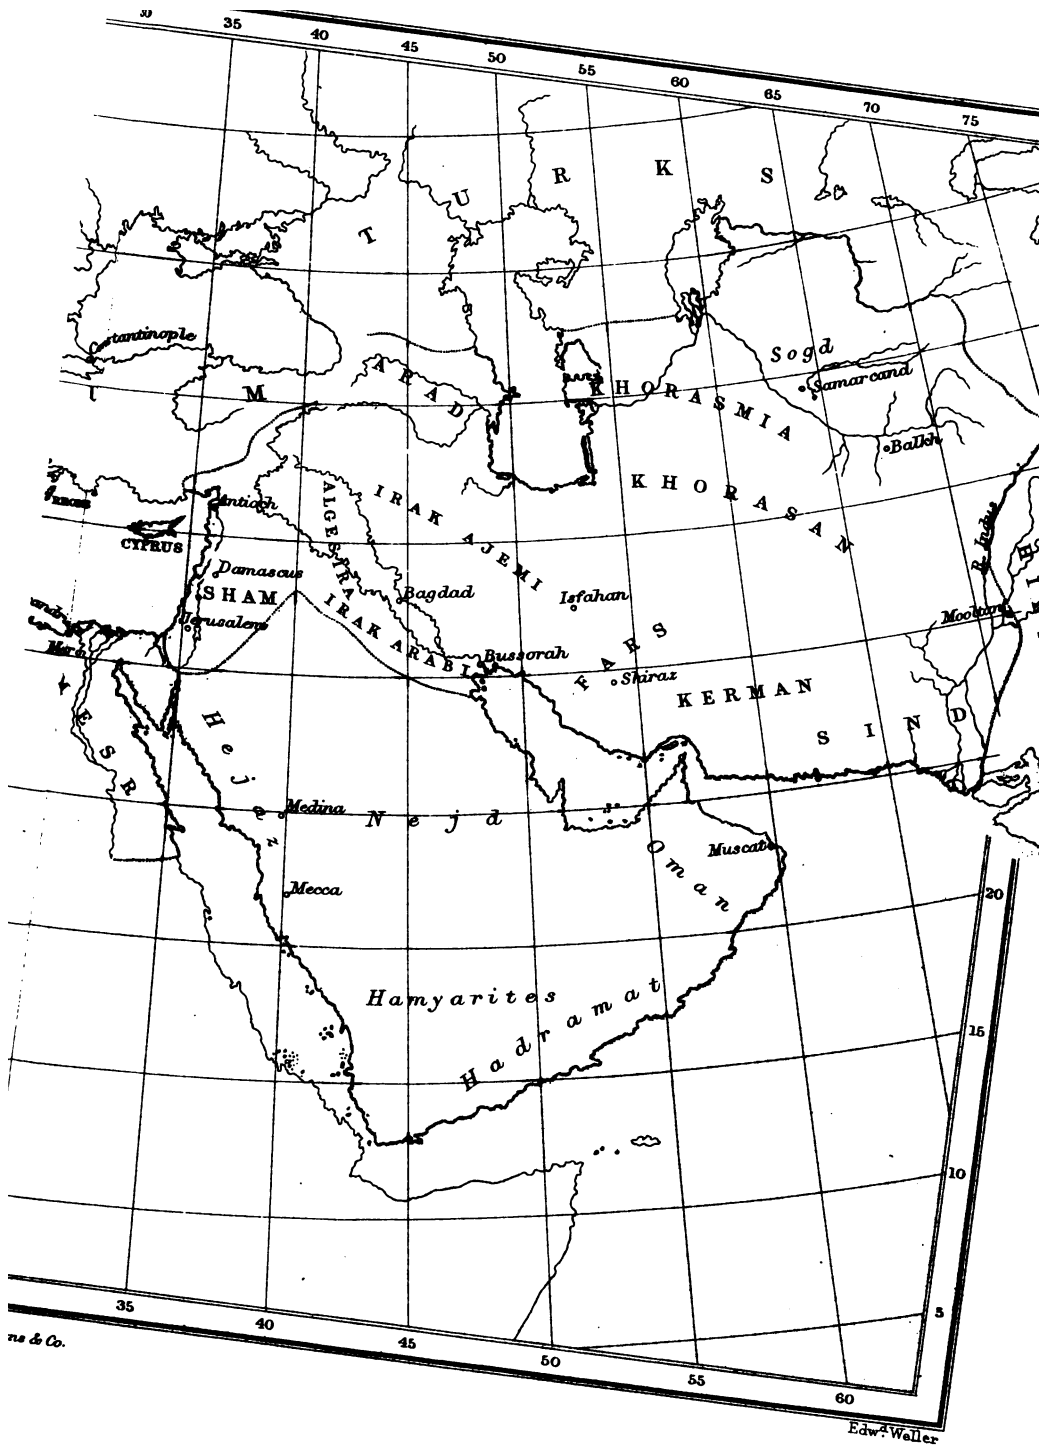 35 40 45 50 55 60 65 70 75
T U R K S
Constantinople
Sogd
Samarcand
M
A R R A D
KHORASMIA
Balkh
KHORASAN
Antioch
ALGESIRA
IRAK AJEMI
R. Indus
CYPRUS
Damascus
SHAM
Bagdad
Isfahan
Jerusalem
IRAK ARABI
Mooltan
Bussorah
FARS
Shiraz
KERMAN
SIND
Hejaz
Medina
Nejd
Oman
Muscat
Mecca
20
Hamyarites
Hadramat
15
10
5
35 40 45 50 55 60
ns & Co.
Edwd. Weller